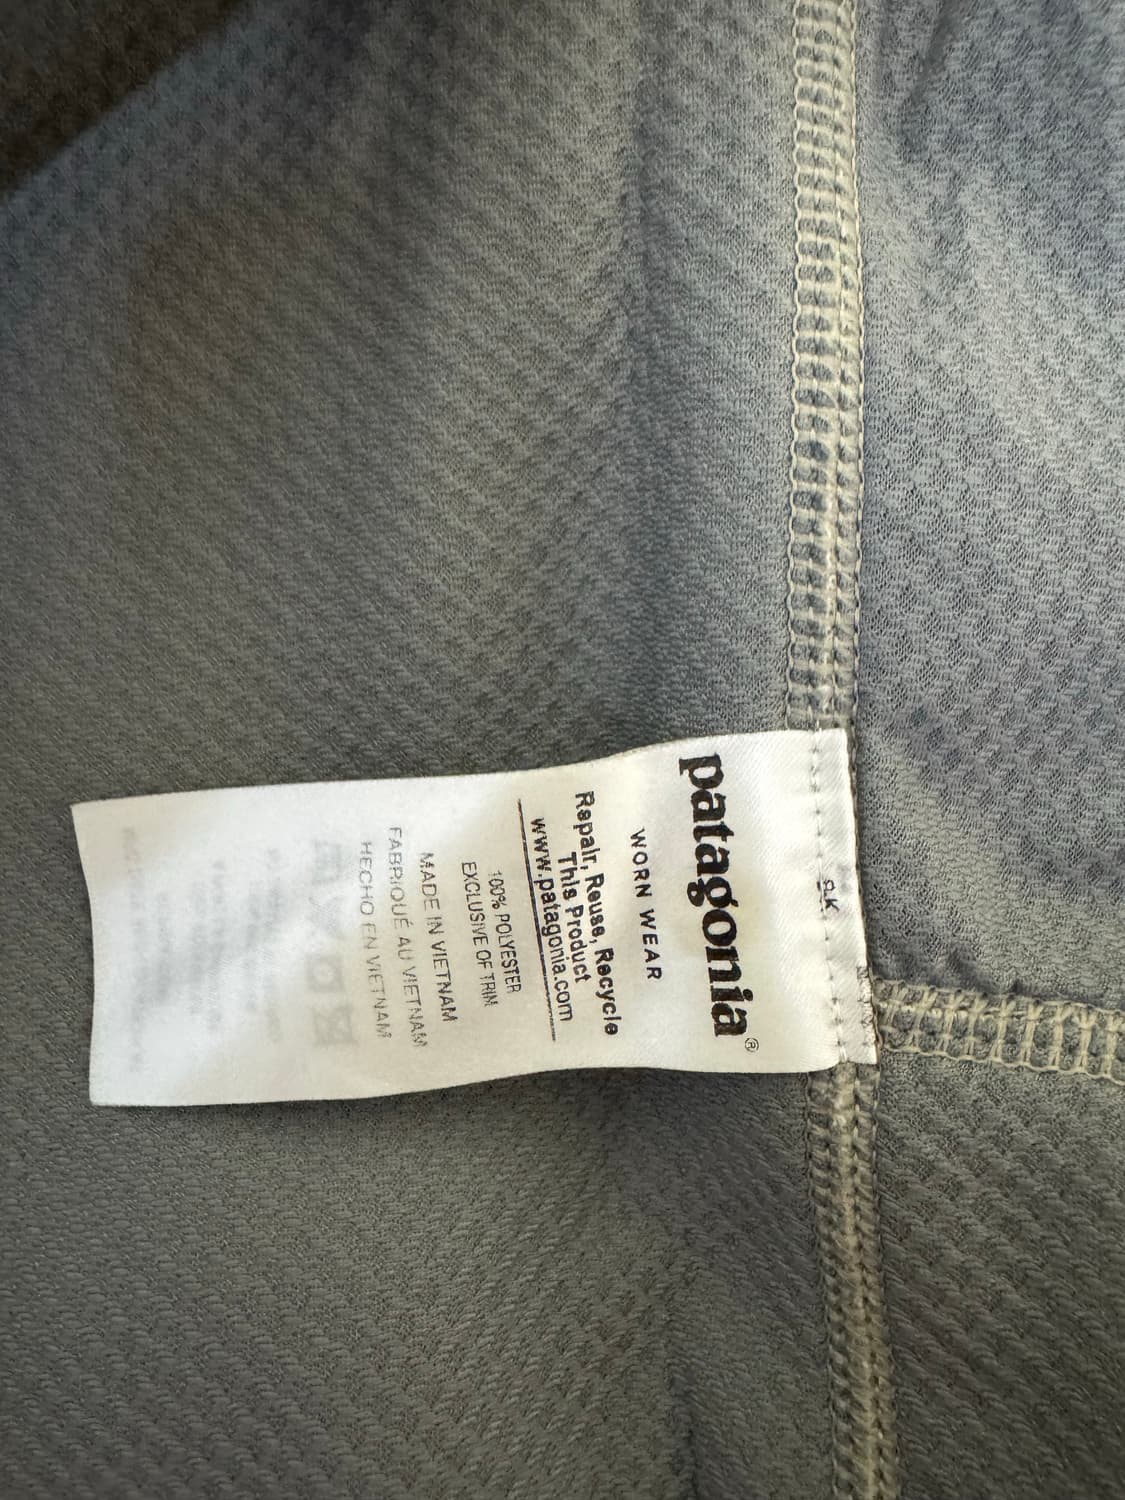 patagonia®
WORN WEAR
Repair, Reuse, Recycle
This Product
www.patagonia.com
100% POLYESTER
EXCLUSIVE OF TRIM
MADE IN VIETNAM
FABRIQUÉ AU VIETNAM
HECHO EN VIETNAM